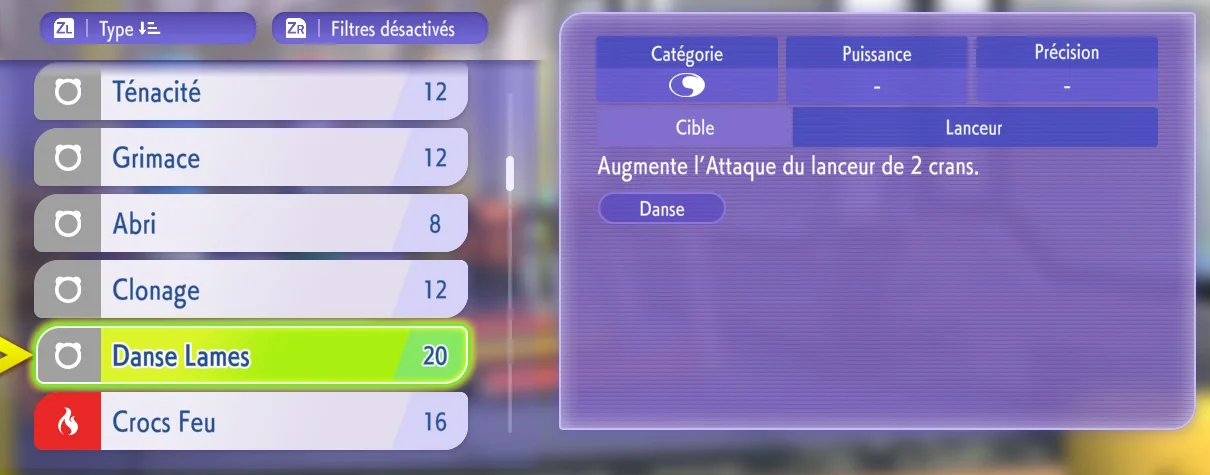 ZL Type
ZR Filtres désactivés
Ténacité 12
Grimace 12
Abri 8
Clonage 12
Danse Lames 20
Crocs Feu 16
Catégorie Puissance Précision
- -
Cible Lanceur
Augmente l'Attaque du lanceur de 2 crans.
Danse